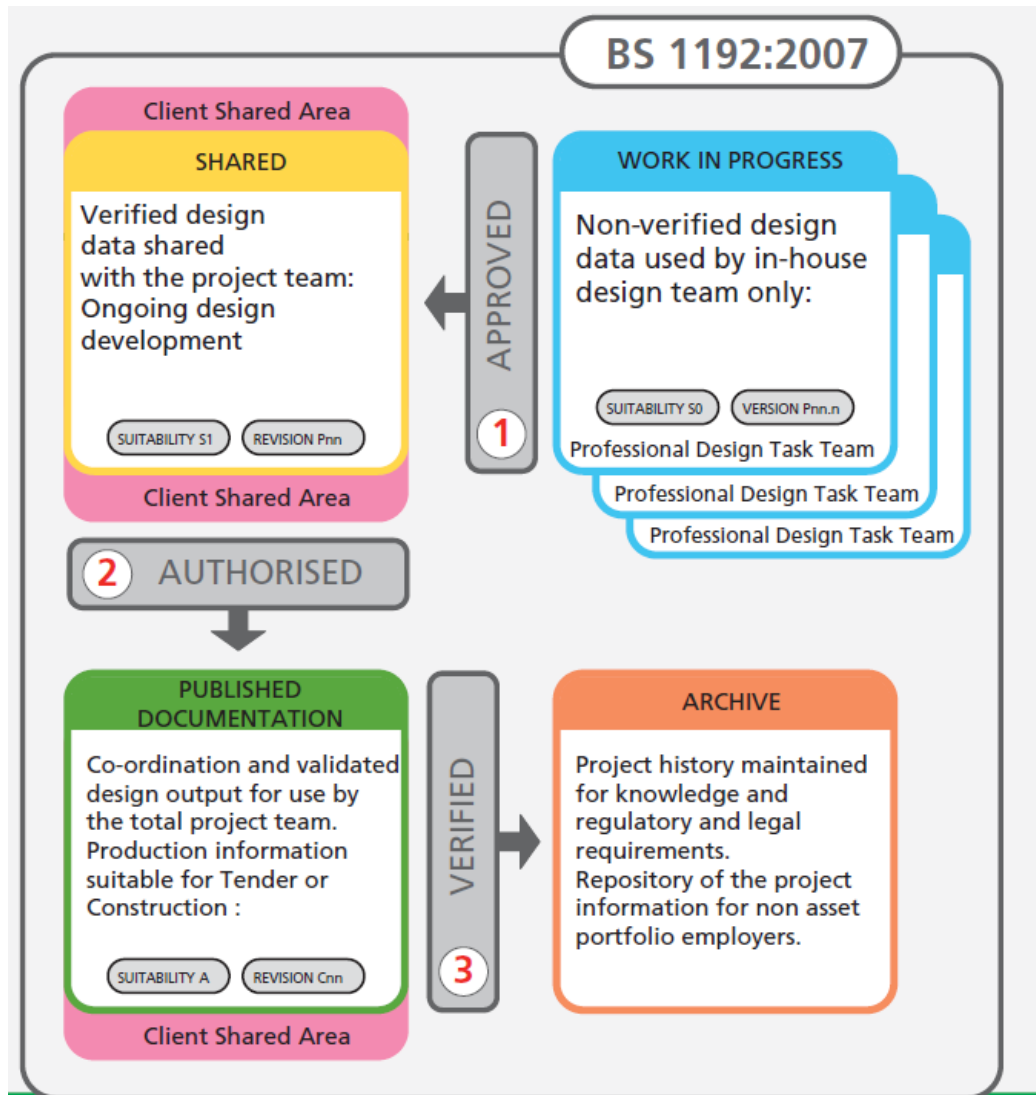 BS 1192:2007
Client Shared Area
SHARED
Verified design
data shared
with the project team:
Ongoing design
development
SUITABILITY S1
REVISION Pnn
Client Shared Area
APPROVED
1
WORK IN PROGRESS
Non-verified design
data used by in-house
design team only:
SUITABILITY S0
VERSION Pnn.n
Professional Design Task Team
Professional Design Task Team
Professional Design Task Team
2
AUTHORISED
PUBLISHED
DOCUMENTATION
Co-ordination and validated
design output for use by
the total project team.
Production information
suitable for Tender or
Construction :
SUITABILITY A
REVISION Cnn
Client Shared Area
VERIFIED
3
ARCHIVE
Project history maintained
for knowledge and
regulatory and legal
requirements.
Repository of the project
information for non asset
portfolio employers.